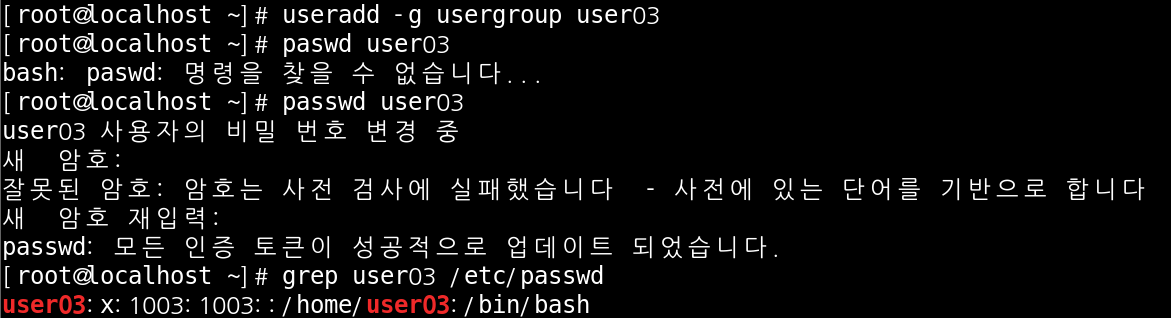 [root@localhost ~]# useradd -g usergroup user03
[root@localhost ~]# paswd user03
bash: paswd: 명령을 찾을 수 없습니다...
[root@localhost ~]# passwd user03
user03 사용자의 비밀 번호 변경 중
새 암호:
잘못된 암호: 암호는 사전 검사에 실패했습니다 - 사전에 있는 단어를 기반으로 합니다
새 암호 재입력:
passwd: 모든 인증 토큰이 성공적으로 업데이트 되었습니다.
[root@localhost ~]# grep user03 /etc/passwd
user03:x:1003:1003::/home/user03:/bin/bash